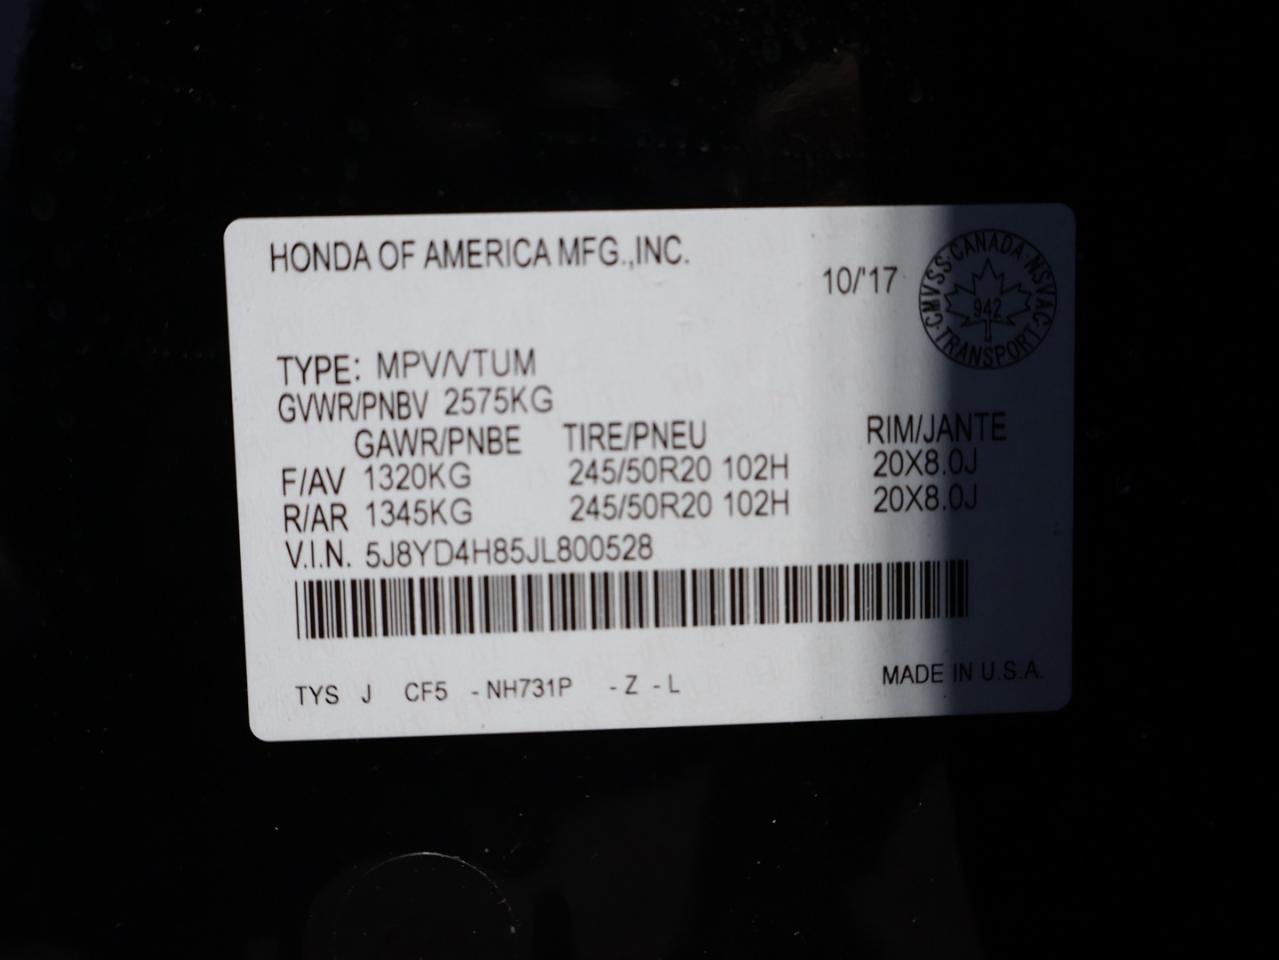 HONDA OF AMERICA MFG.,INC.
10/'17
CMVSS·CANADA·NSVAC·TRANSPORT·
942
TYPE: MPV/VTUM
GVWR/PNBV 2575KG
GAWR/PNBE TIRE/PNEU RIM/JANTE
F/AV 1320KG 245/50R20 102H 20X8.0J
R/AR 1345KG 245/50R20 102H 20X8.0J
V.I.N. 5J8YD4H85JL800528
TYS J CF5 -NH731P -Z -L
MADE IN U.S.A.